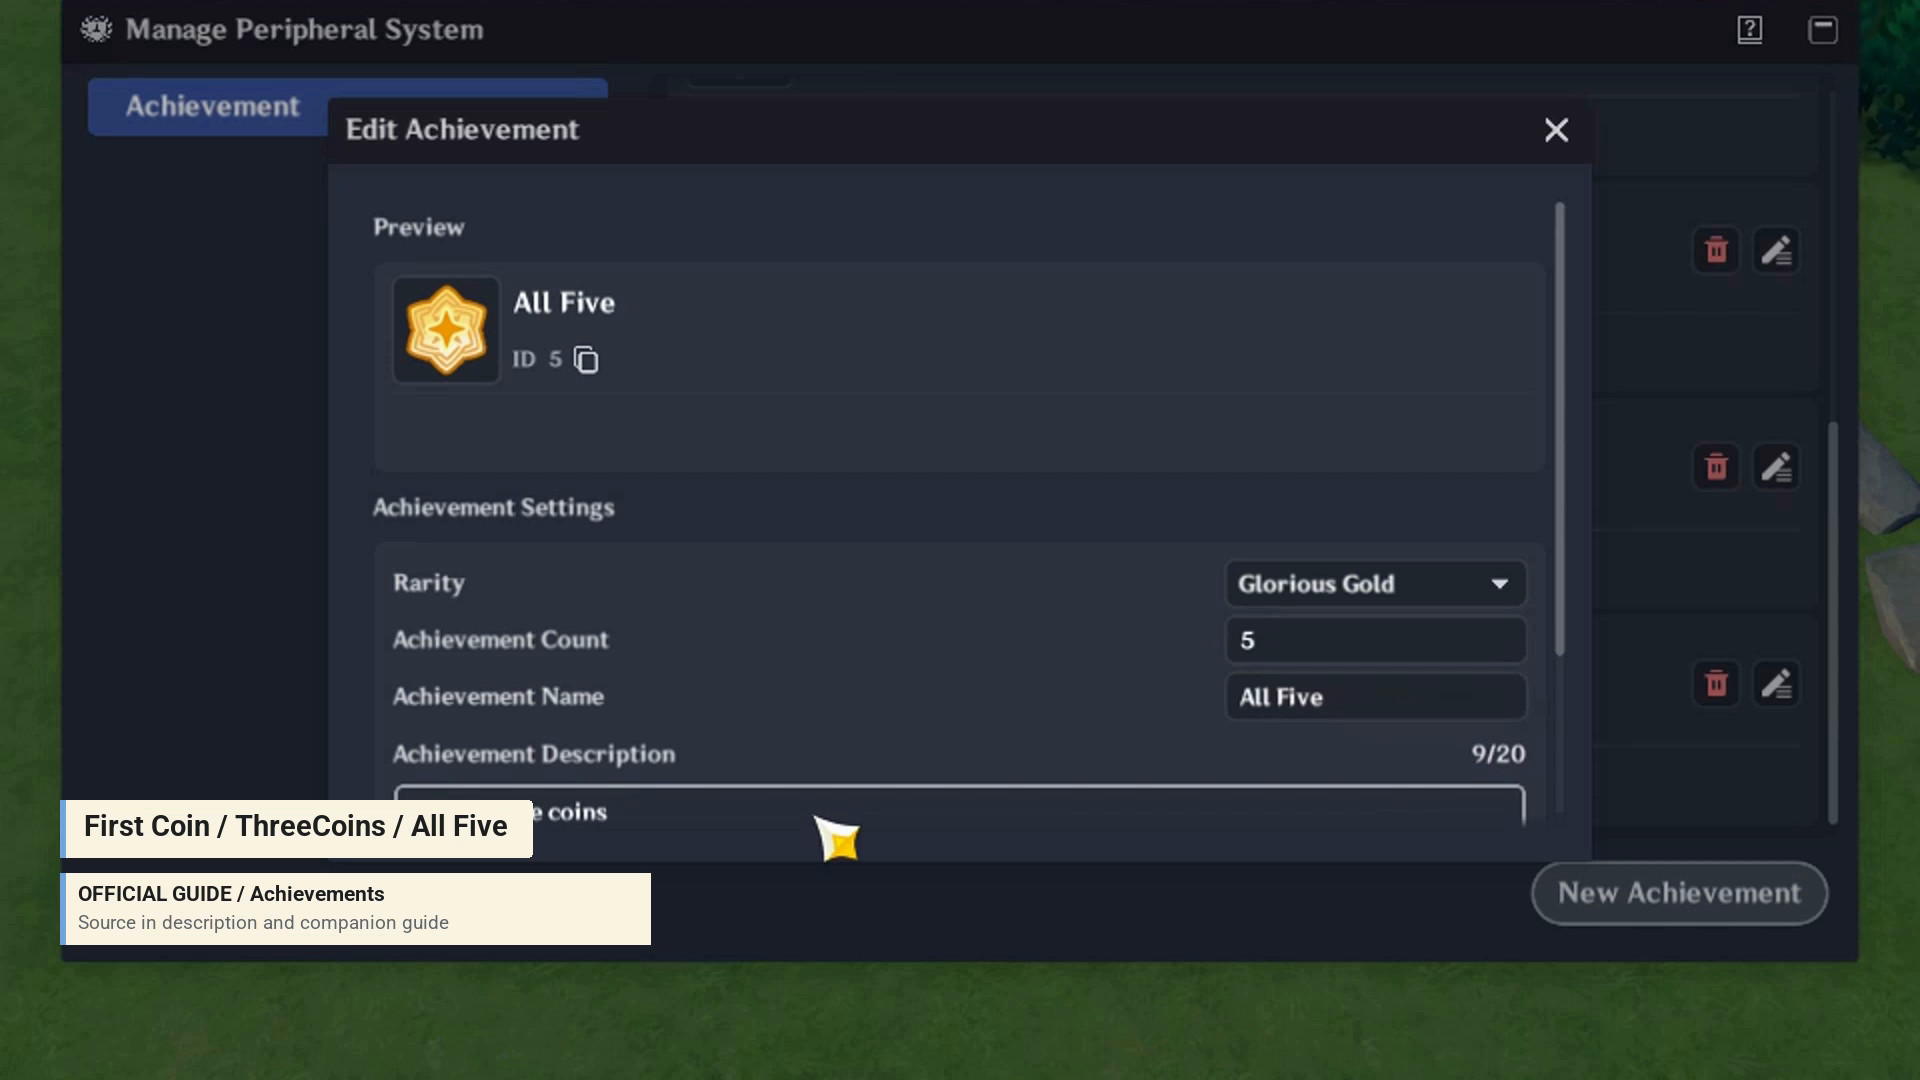 Manage Peripheral System
Achievement
Edit Achievement
Preview
All Five
ID 5
Achievement Settings
Rarity
Glorious Gold
Achievement Count
5
Achievement Name
All Five
Achievement Description
9/20
coins
First Coin / ThreeCoins / All Five
OFFICIAL GUIDE / Achievements
Source in description and companion guide
New Achievement